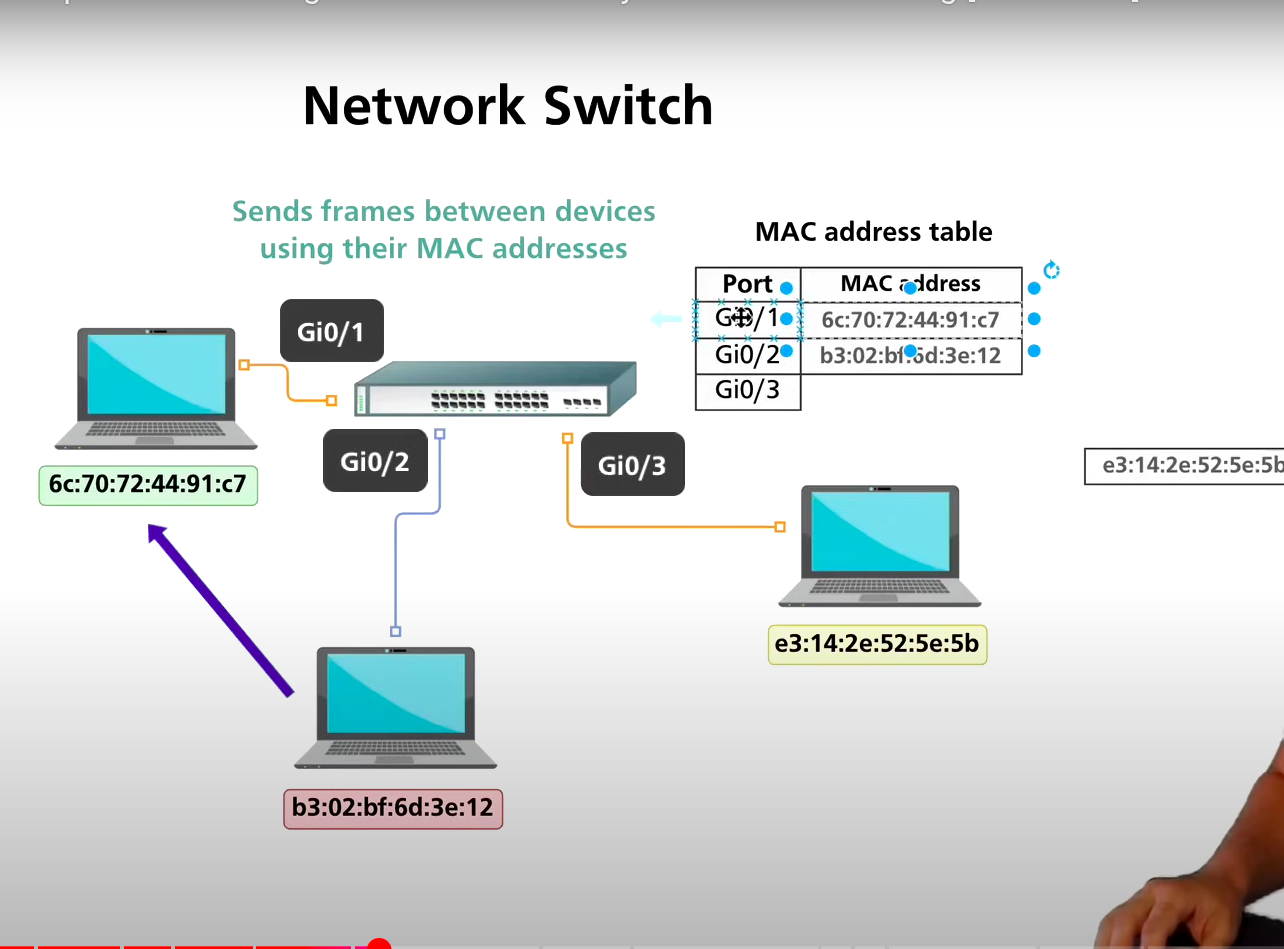 Network Switch
Sends frames between devices
using their MAC addresses
MAC address table
Port MAC address
Gi0/1 6c:70:72:44:91:c7
Gi0/2 b3:02:bf:6d:3e:12
Gi0/3
Gi0/1
Gi0/2
Gi0/3
6c:70:72:44:91:c7
e3:14:2e:52:5e:5b
e3:14:2e:52:5e:5b
b3:02:bf:6d:3e:12